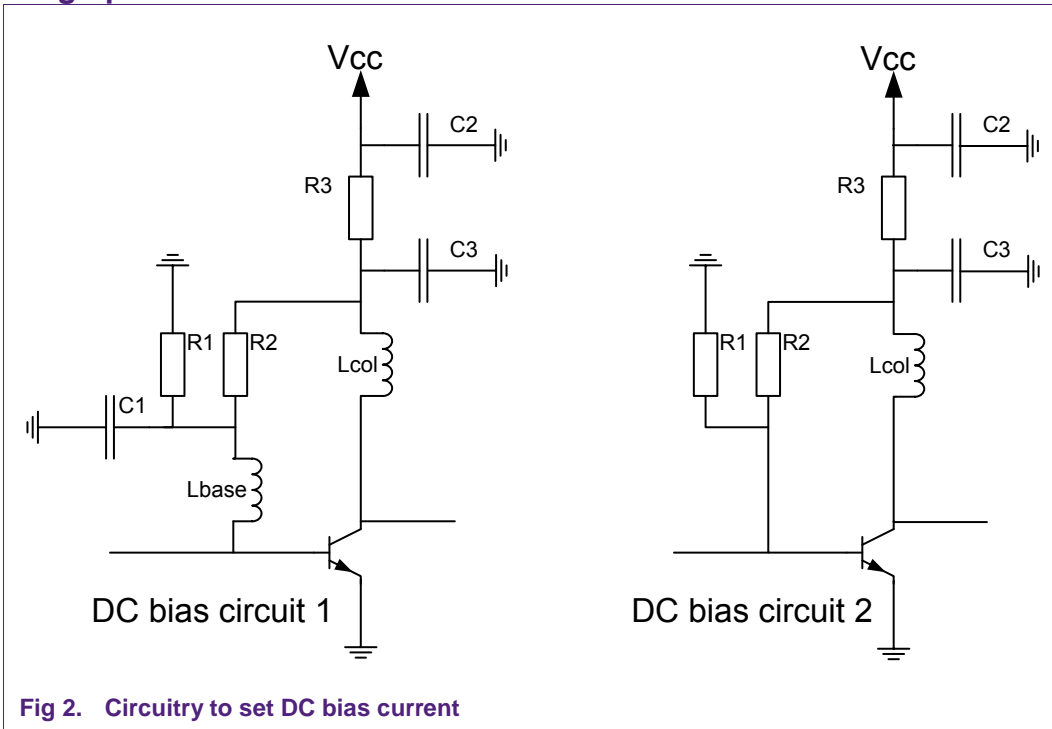 Vcc
C2
R3
C3
R1
R2
Lcol
C1
Lbase
DC bias circuit 1
Vcc
C2
R3
C3
R1
R2
Lcol
DC bias circuit 2
Fig 2. Circuitry to set DC bias current